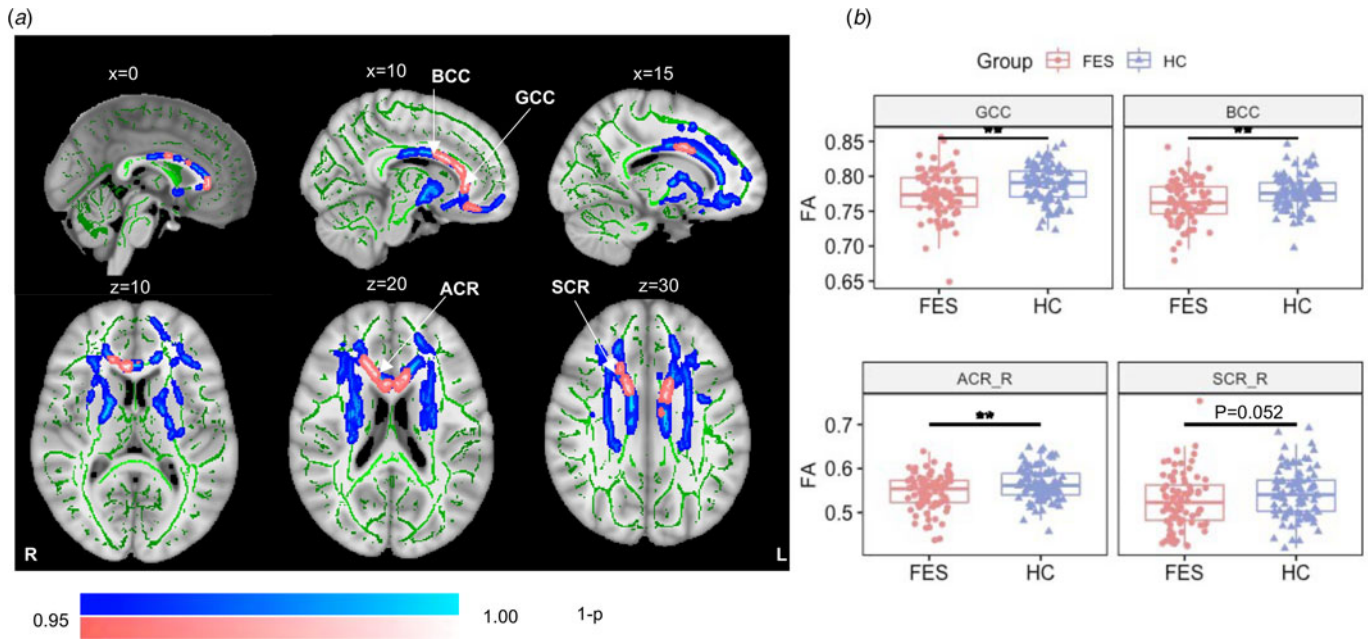 (a)
x=0
x=10
BCC
GCC
x=15
z=10
z=20
ACR
SCR
z=30
R
L
0.95
1.00
1-p
(b)
Group FES HC
GCC
BCC
**
**
0.85
0.80
0.75
0.70
0.65
FA
FES
HC
FES
HC
ACR_R
SCR_R
**
P=0.052
0.7
0.6
0.5
FA
FES
HC
FES
HC